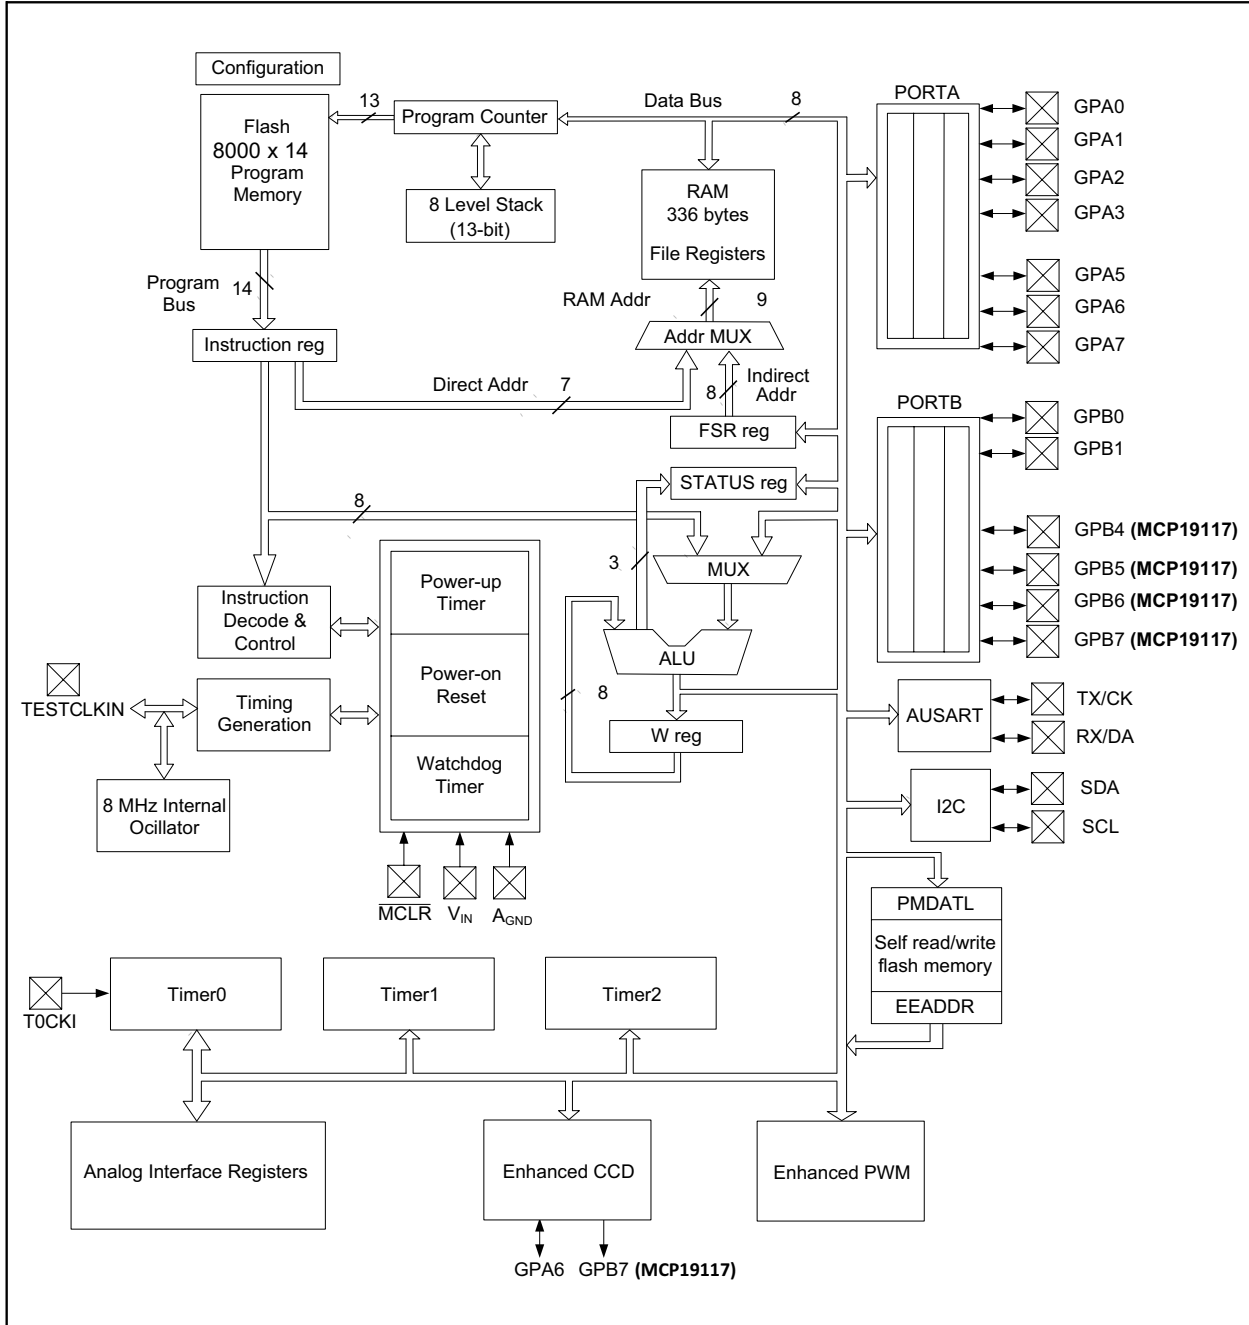 Configuration
Flash
8000 x 14
Program
Memory
13
Program Counter
Data Bus
8
8 Level Stack
(13-bit)
RAM
336 bytes
File Registers
PORTA
GPA0
GPA1
GPA2
GPA3
GPA5
GPA6
GPA7
Program
Bus
14
RAM Addr
9
Instruction reg
Addr MUX
Direct Addr
7
8
Indirect
Addr
FSR reg
STATUS reg
PORTB
GPB0
GPB1
GPB4 (MCP19117)
GPB5 (MCP19117)
GPB6 (MCP19117)
GPB7 (MCP19117)
8
3
MUX
Instruction
Decode &
Control
Power-up
Timer
ALU
TESTCLKIN
Timing
Generation
Power-on
Reset
8
W reg
AUSART
TX/CK
RX/DA
8 MHz Internal
Ocillator
Watchdog
Timer
I2C
SDA
SCL
MCLR
VIN
AGND
PMDATL
Self read/write
flash memory
EEADDR
T0CKI
Timer0
Timer1
Timer2
Analog Interface Registers
Enhanced CCD
Enhanced PWM
GPA6
GPB7 (MCP19117)